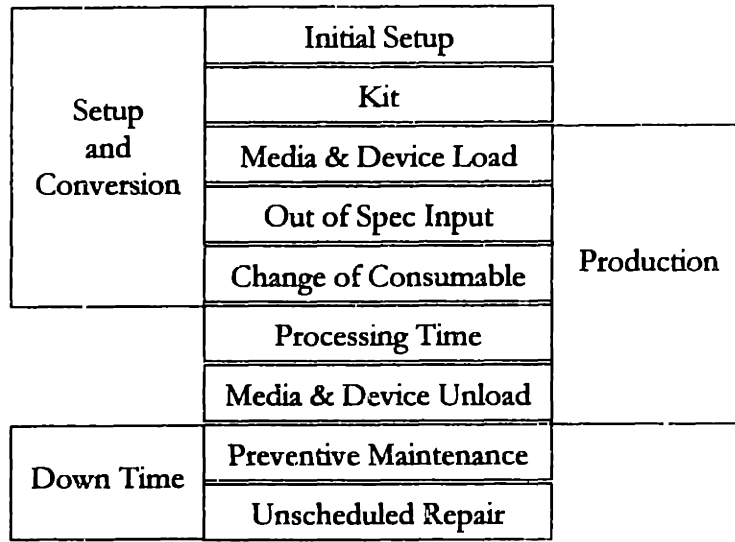 Initial Setup
Kit
Setup
and
Conversion
Media & Device Load
Out of Spec Input
Change of Consumable
Production
Processing Time
Media & Device Unload
Down Time
Preventive Maintenance
Unscheduled Repair